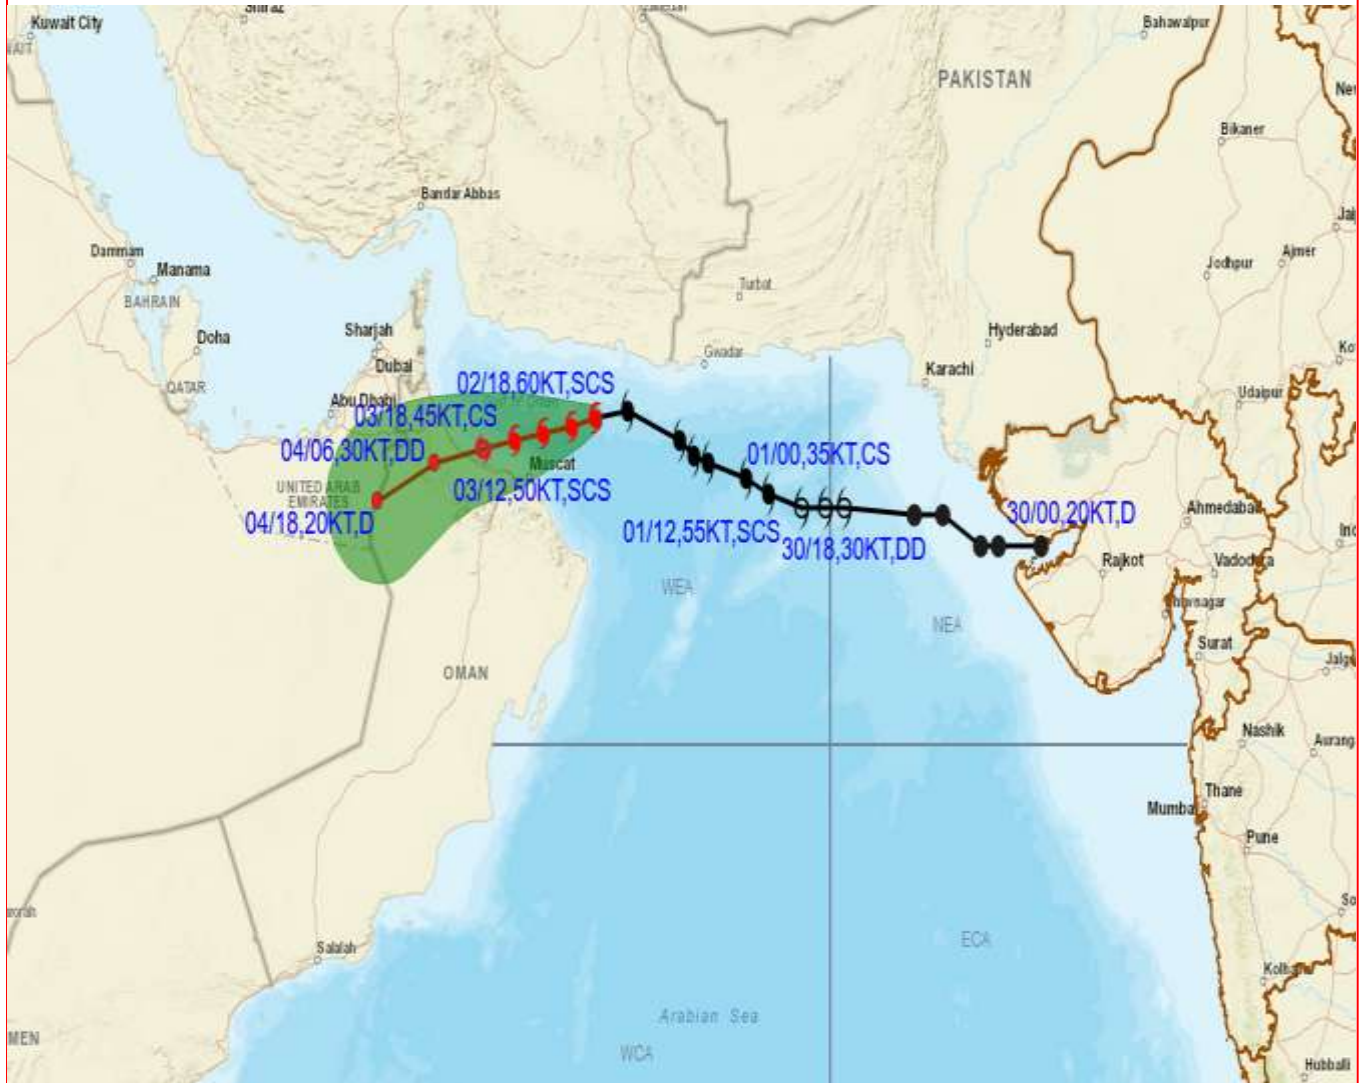 Kuwait City
Bahawalpur
PAKISTAN
Bikaner
Bandar Abbas
Dammam
Manama
BAHRAIN
Jodhpur
Ajmer
Turbat
Doha
Sharjah
Dubai
Hyderabad
Gwadar
Karachi
QATAR
Abu Dhabi
Udaipur
02/18,60KT,SCS
03/18,45KT,CS
04/06,30KT,DD
Muscat
01/00,35KT,CS
UNITED ARAB
EMIRATES
03/12,50KT,SCS
04/18,20KT,D
01/12,55KT,SCS
30/18,30KT,DD
30/00,20KT,D
Ahmedabad
Rajkot
Vadodara
WEA
NEA
Surat
OMAN
Nashik
Aurang
Thane
Mumbai
Pune
Salalah
ECA
Arabian Sea
WCA
MEN
Hubballi